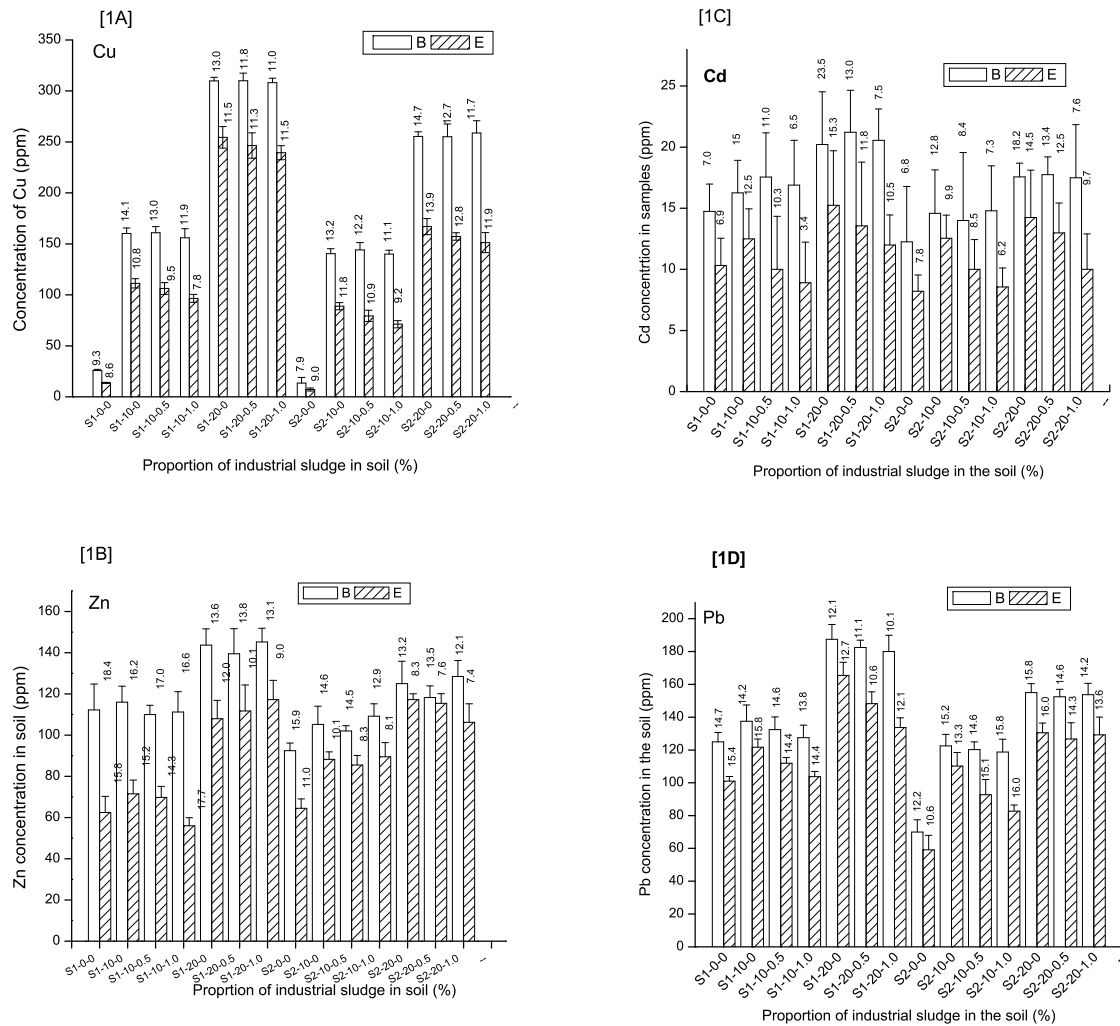 [1A]
Cu
B E
Concentration of Cu (ppm)
350
300
250
200
150
100
50
0
9.3 8.6 14.1 10.8 13.0 9.5 11.9 7.8 13.0 11.5 11.8 11.3 11.0 11.5 7.9 9.0 13.2 11.8 12.2 10.9 11.1 9.2 14.7 13.9 12.7 12.8 11.7 11.9
S1-0-0 S1-10-0 S1-10-0.5 S1-10-1.0 S1-20-0 S1-20-0.5 S1-20-1.0 S2-0-0 S2-10-0 S2-10-0.5 S2-10-1.0 S2-20-0 S2-20-0.5 S2-20-1.0 --
Proportion of industrial sludge in soil (%)
[1C]
Cd
B E
Cd concentrtion in samples (ppm)
25
20
15
10
5
0
7.0 6.9 15 12.5 11.0 10.3 6.5 3.4 23.5 15.3 13.0 11.8 7.5 10.5 6.8 7.8 12.8 9.9 8.4 8.5 7.3 6.2 18.2 14.5 13.4 12.5 7.6 9.7
S1-0-0 S1-10-0 S1-10-0.5 S1-10-1.0 S1-20-0 S1-20-0.5 S1-20-1.0 S2-0-0 S2-10-0 S2-10-0.5 S2-10-1.0 S2-20-0 S2-20-0.5 S2-20-1.0 --
Proportion of industrial sludge in the soil (%)
[1B]
Zn
B E
Zn concentration in soil (ppm)
160
140
120
100
80
60
40
20
0
18.4 15.8 16.2 15.2 17.0 14.3 16.6 17.7 13.6 12.0 13.8 10.1 13.1 9.0 15.9 11.0 14.6 10.1 14.5 8.3 12.9 8.1 13.2 8.3 13.5 7.6 12.1 7.4
S1-0-0 S1-10-0 S1-10-0.5 S1-10-1.0 S1-20-0 S1-20-0.5 S1-20-1.0 S2-0-0 S2-10-0 S2-10-0.5 S2-10-1.0 S2-20-0 S2-20-0.5 S2-20-1.0 --
Proprtion of industrial sludge in soil (%)
[1D]
Pb
B E
Pb concentration in the soil (ppm)
200
180
160
140
120
100
80
60
40
20
0
14.7 15.4 14.2 15.8 14.6 14.4 13.8 14.4 12.1 12.7 11.1 10.6 10.1 12.1 12.2 10.6 15.2 13.3 14.6 15.1 15.8 16.0 15.8 16.0 14.6 14.3 14.2 13.6
S1-0-0 S1-10-0 S1-10-0.5 S1-10-1.0 S1-20-0 S1-20-0.5 S1-20-1.0 S2-0-0 S2-10-0 S2-10-0.5 S2-10-1.0 S2-20-0 S2-20-0.5 S2-20-1.0 --
Proportion of industrial sludge in the soil (%)